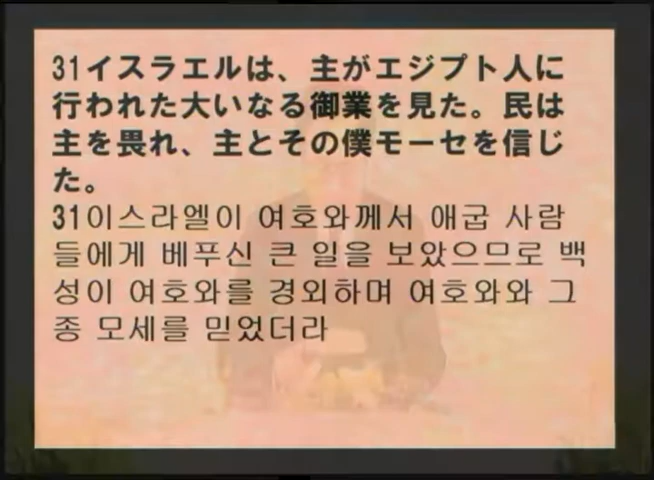 31イスラエルは、主がエジプト人に
行われた大いなる御業を見た。民は
主を畏れ、主とその僕モーセを信じ
た。
31이스라엘이 여호와께서 애굽 사람
들에게 베푸신 큰 일을 보았으므로 백
성이 여호와를 경외하며 여호와와 그
종 모세를 믿었더라